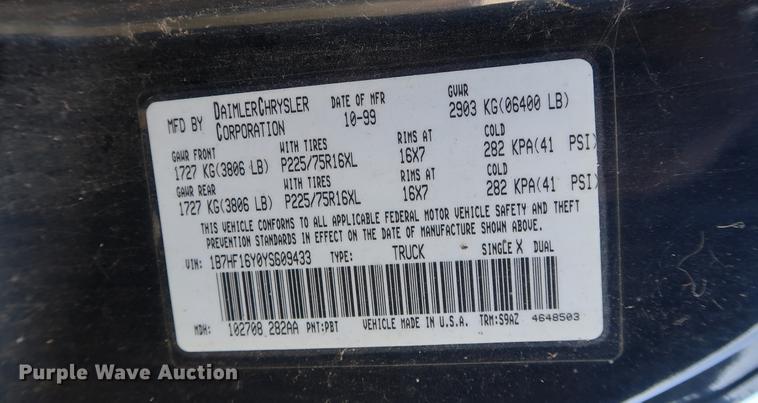 MFD BY DAIMLERCHRYSLER CORPORATION DATE OF MFR 10-99 GVWR 2903 KG(06400 LB)
GAWR FRONT WITH TIRES RIMS AT COLD
1727 KG(3806 LB) P225/75R16XL 16X7 282 KPA(41 PSI)
GAWR REAR WITH TIRES RIMS AT COLD
1727 KG(3806 LB) P225/75R16XL 16X7 282 KPA(41 PSI)
THIS VEHICLE CONFORMS TO ALL APPLICABLE FEDERAL MOTOR VEHICLE SAFETY AND THEFT
PREVENTION STANDARDS IN EFFECT ON THE DATE OF MANUFACTURE SHOWN ABOVE.
VIN: 1B7HF16Y0YS609433 TYPE: TRUCK SINGLE X DUAL
MDH: 102708 282AA PNT:PBT VEHICLE MADE IN U.S.A. TRM:S9AZ 4648503
Purple Wave Auction